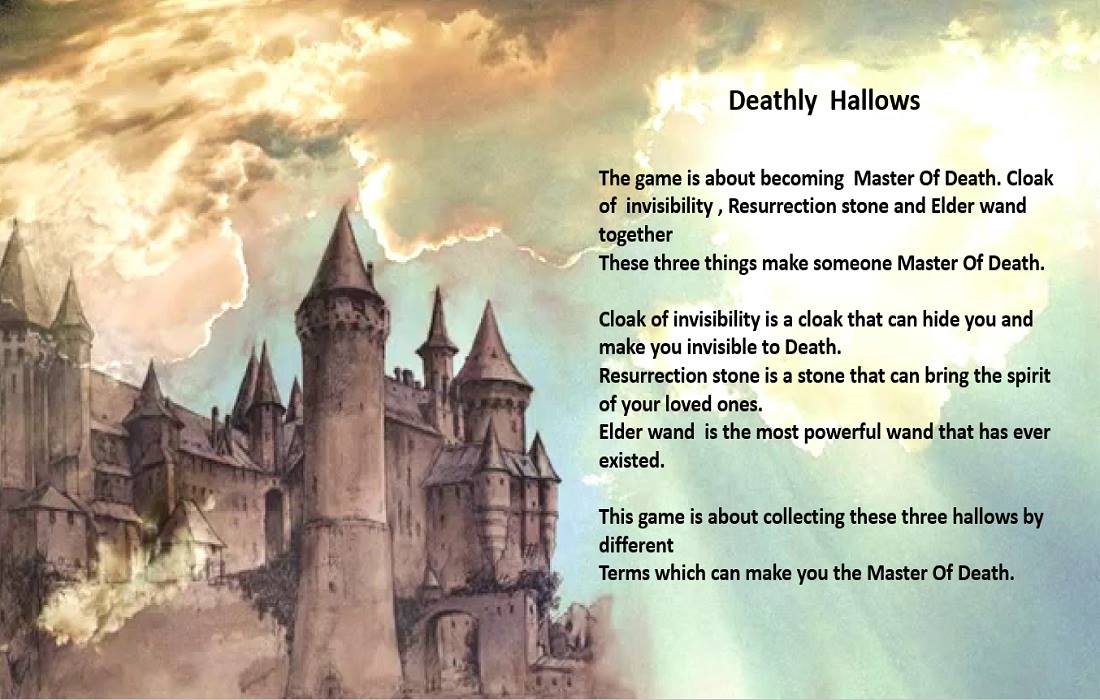 Deathly Hallows
The game is about becoming Master Of Death. Cloak
of invisibility , Resurrection stone and Elder wand
together
These three things make someone Master Of Death.
Cloak of invisibility is a cloak that can hide you and
make you invisible to Death.
Resurrection stone is a stone that can bring the spirit
of your loved ones.
Elder wand is the most powerful wand that has ever
existed.
This game is about collecting these three hallows by
different
Terms which can make you the Master Of Death.